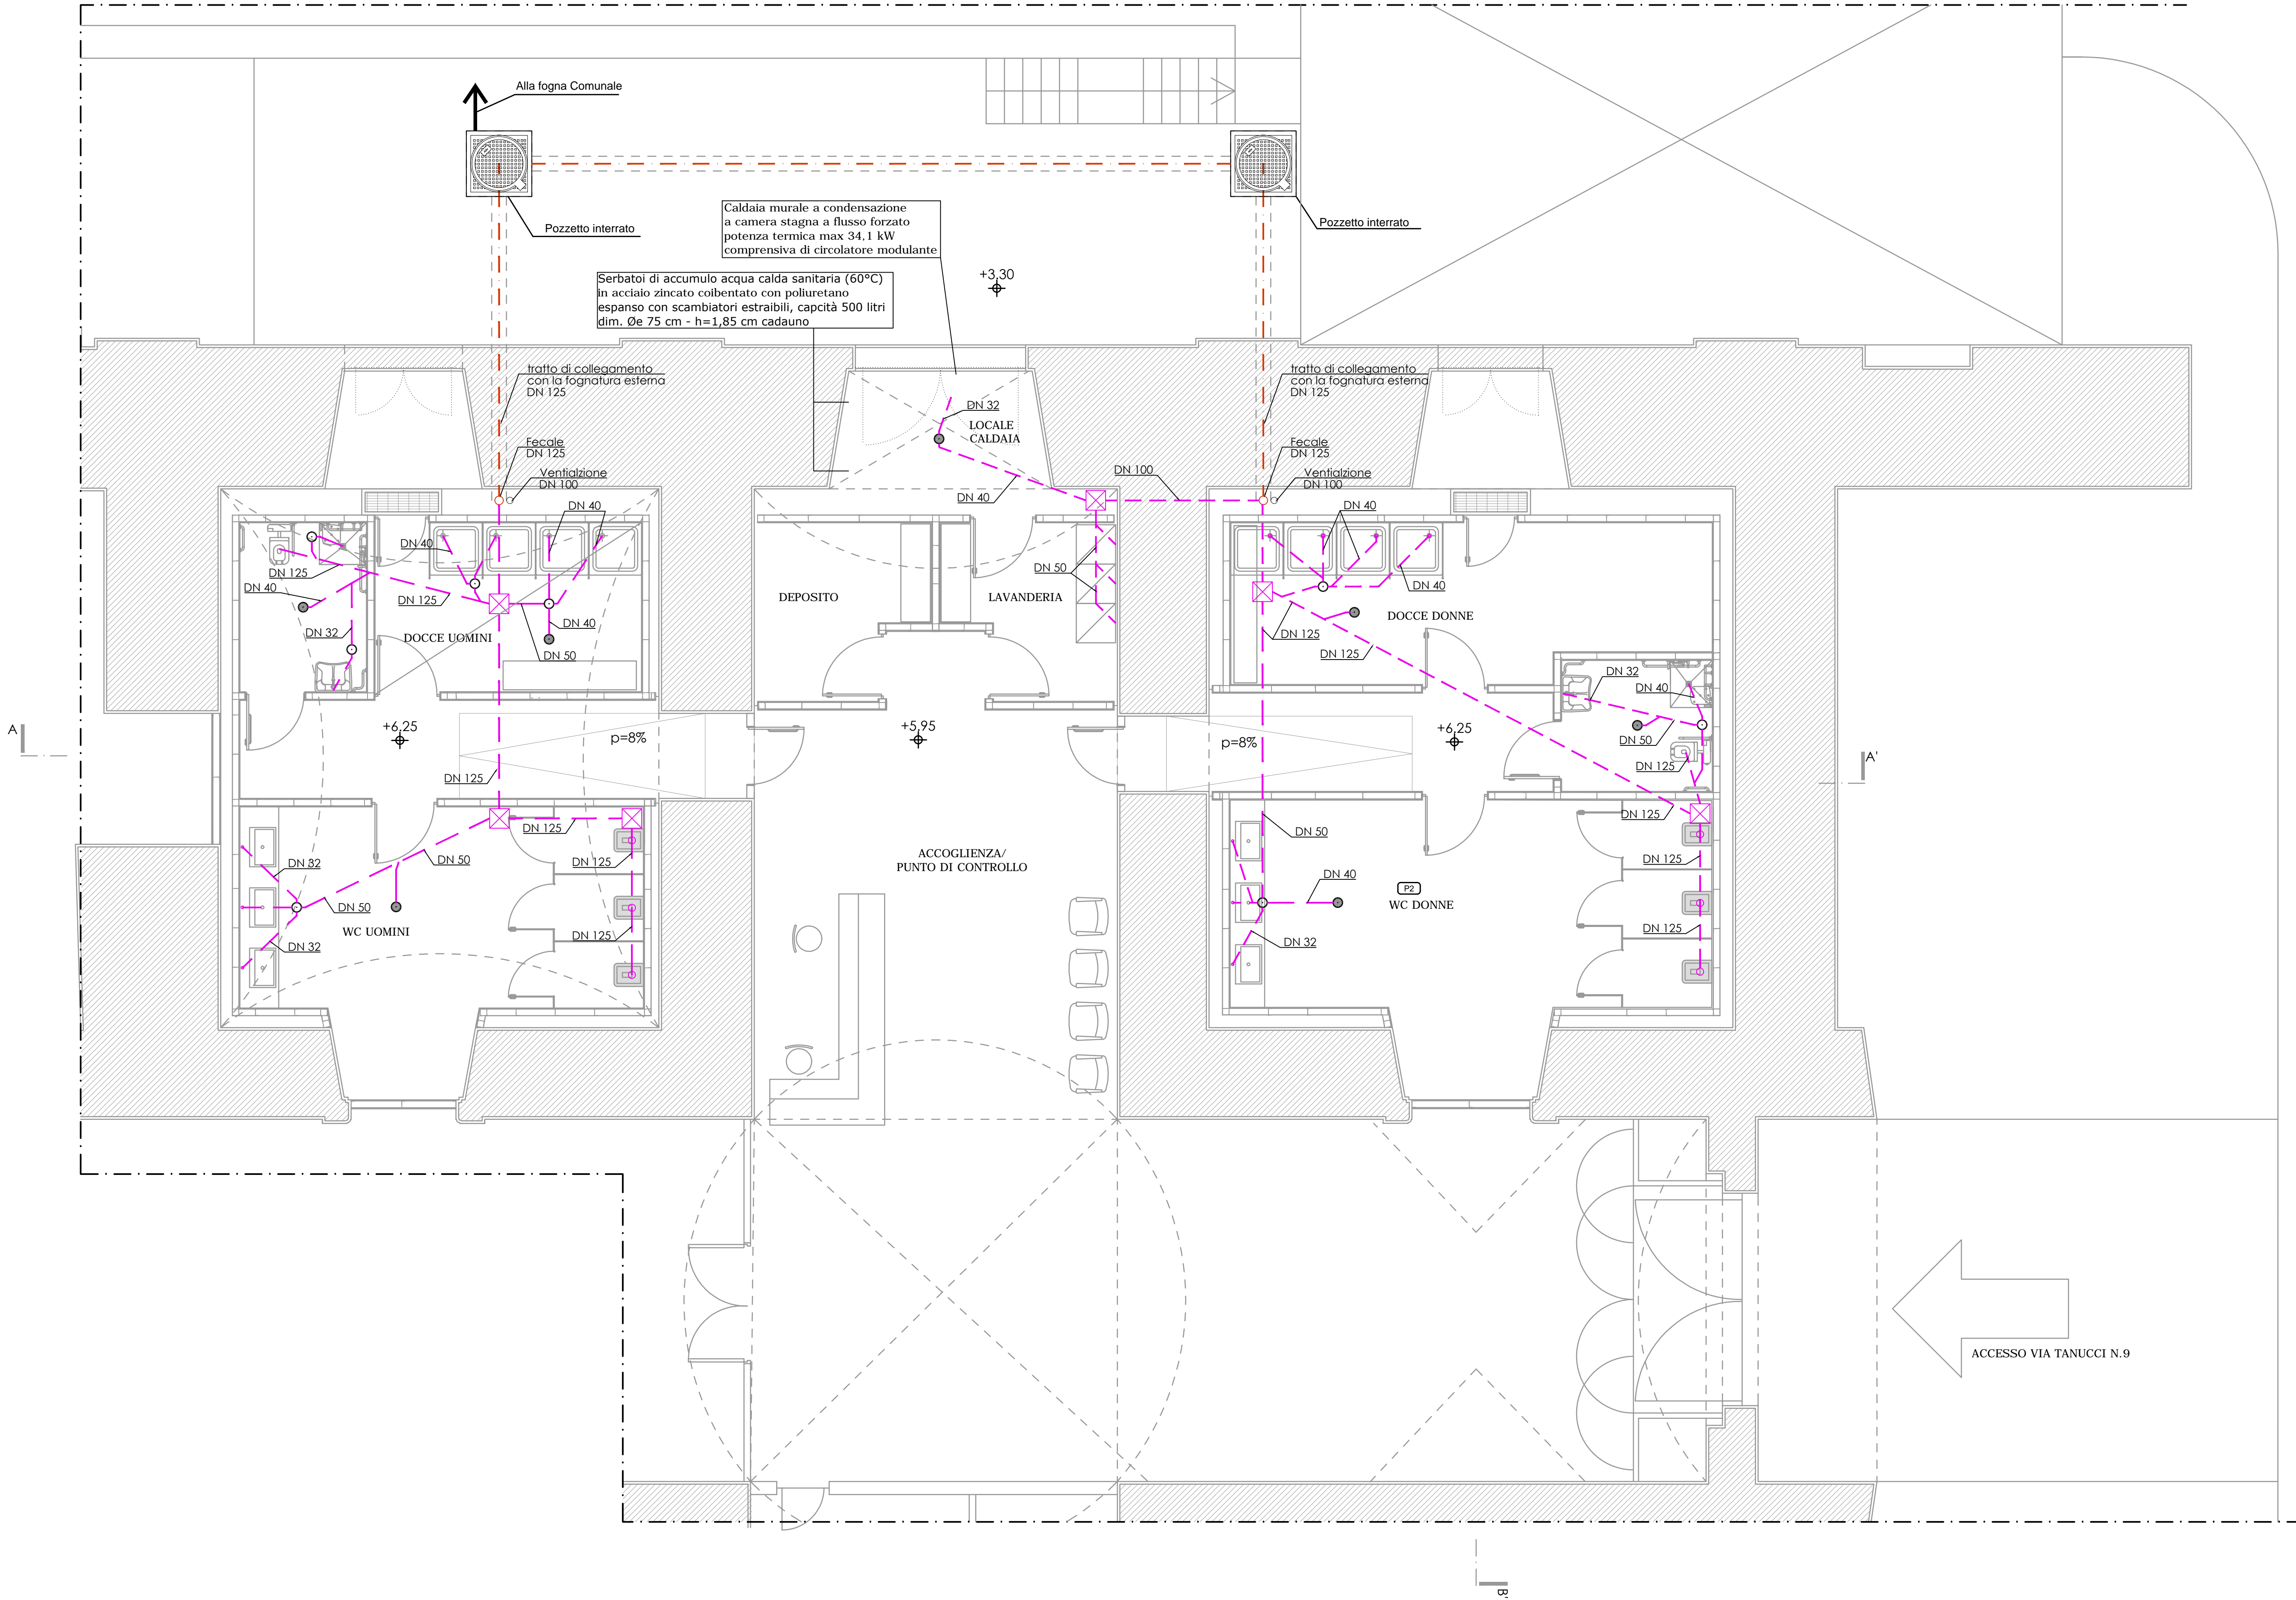 Alla fogna Comunale
Pozzetto interrato
Pozzetto interrato
Caldaia murale a condensazione
a camera stagna a flusso forzato
potenza termica max 34,1 kW
comprensiva di circolatore modulante
Serbatoi di accumulo acqua calda sanitaria (60°C)
in acciaio zincato coibentato con poliuretano
espanso con scambiatori estraibili, capcità 500 litri
dim. Øe 75 cm - h=1,85 cm cadauno
+3,30
tratto di collegamento
con la fognatura esterna
DN 125
tratto di collegamento
con la fognatura esterna
DN 125
DN 32
LOCALE
CALDAIA
Fecale
DN 125
Ventialzione
DN 100
Fecale
DN 125
Ventialzione
DN 100
DN 100
DN 40
DN 40
DN 40
DN 125
DN 40
DN 125
DN 32
DOCCE UOMINI
DN 40
DN 50
DEPOSITO
LAVANDERIA
DN 50
DN 40
DN 40
DOCCE DONNE
DN 125
DN 125
DN 32
DN 40
DN 50
DN 125
DN 125
+6,25
p=8%
+5,95
p=8%
+6,25
A
A'
DN 125
DN 125
DN 125
DN 125
DN 32
DN 50
DN 50
DN 32
WC UOMINI
ACCOGLIENZA/
PUNTO DI CONTROLLO
DN 50
DN 40
P2
WC DONNE
DN 32
DN 125
DN 125
ACCESSO VIA TANUCCI N.9
B'